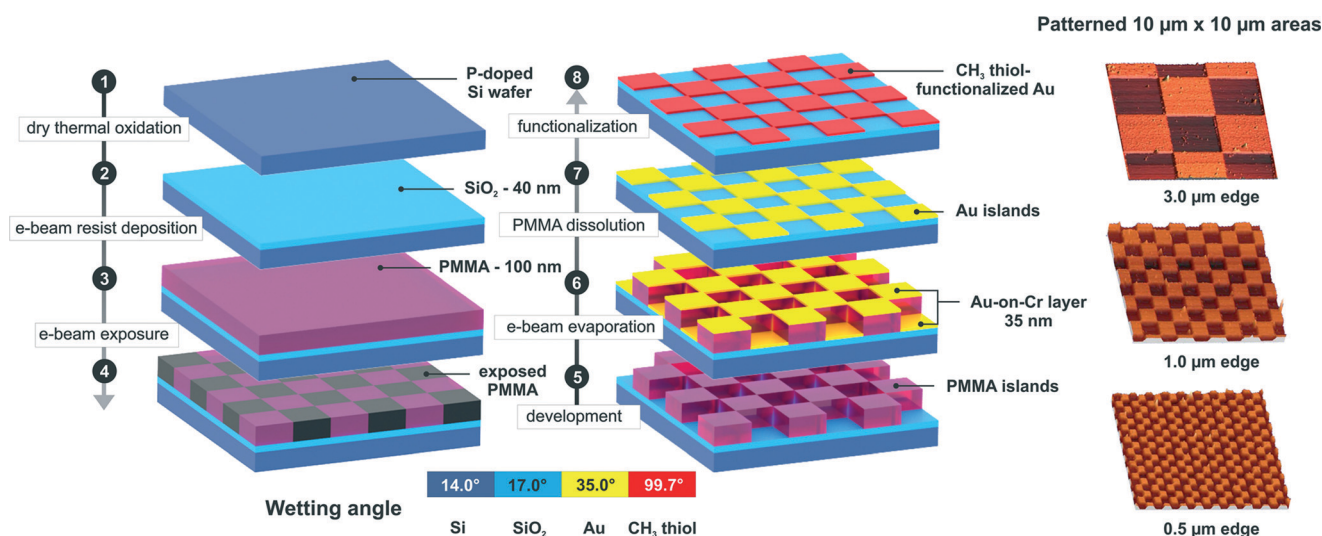 Patterned 10 µm x 10 µm areas
1
P-doped
Si wafer
dry thermal oxidation
2
SiO₂ - 40 nm
e-beam resist deposition
3
PMMA - 100 nm
e-beam exposure
4
exposed
PMMA
8
CH₃ thiol-
functionalized Au
functionalization
7
Au islands
PMMA dissolution
6
Au-on-Cr layer
35 nm
e-beam evaporation
5
PMMA islands
development
3.0 µm edge
1.0 µm edge
0.5 µm edge
Wetting angle
14.0° 17.0° 35.0° 99.7°
Si SiO₂ Au CH₃ thiol